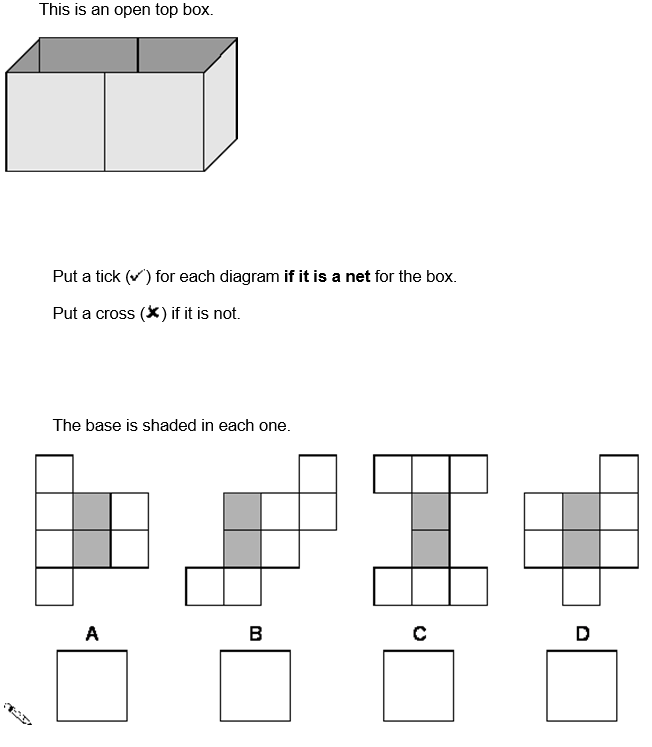 This is an open top box.
Put a tick (✓) for each diagram if it is a net for the box.
Put a cross (✗) if it is not.
The base is shaded in each one.
A B C D